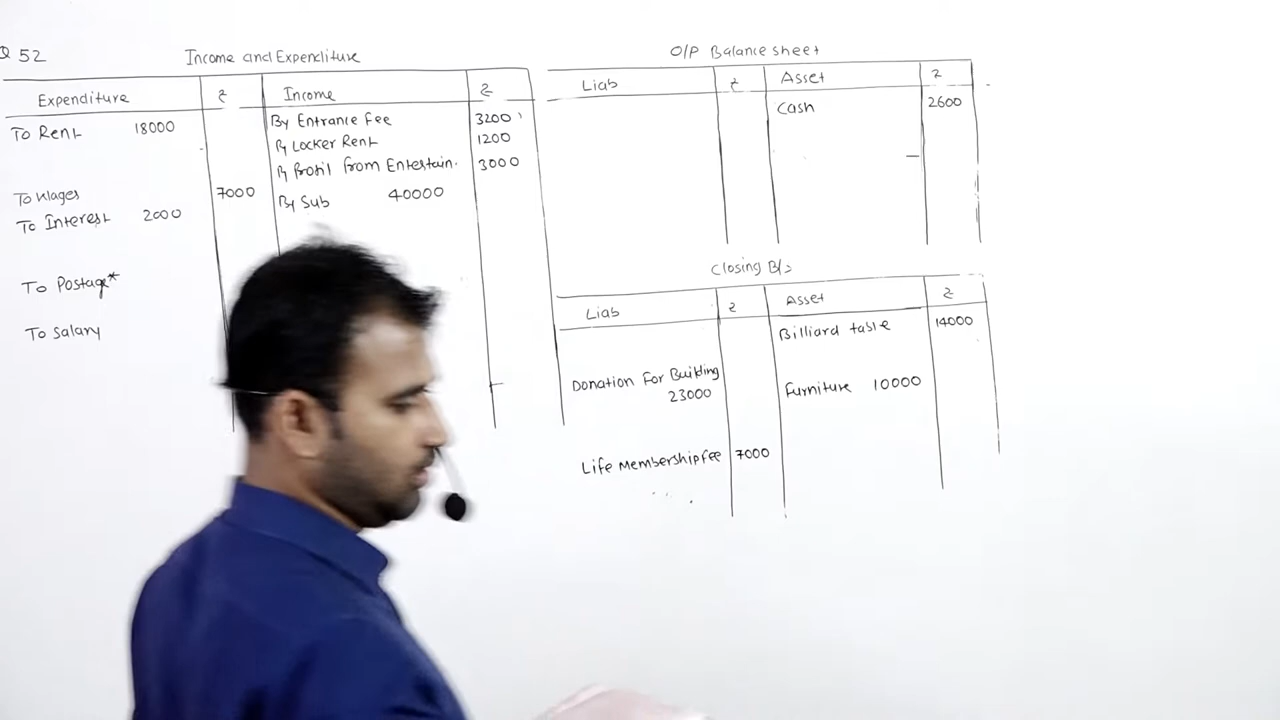 Q 52
Income and Expenditure
Expenditure ₹ Income ₹
To Rent 18000 By Entrance Fee 3200
By Locker Rent 1200
By Profit from Entertain. 3000
To Wages 7000 By Sub 40000
To Interest 2000
To Postage*
To Salary
O/P Balance sheet
Liab ₹ Asset ₹
Cash 2600
Closing B/s
Liab ₹ Asset ₹
Billiard table 14000
Donation For Building Furniture 10000
23000
Life Membership fee 7000